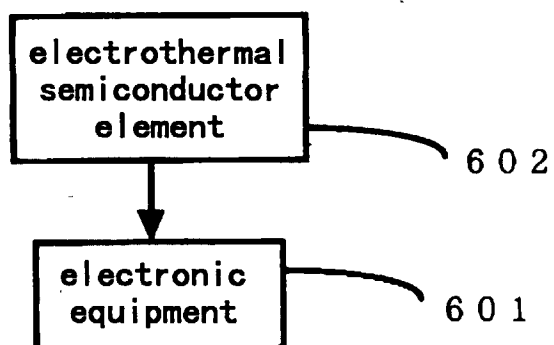 electrothermal
semiconductor
element
602
electronic
equipment
601